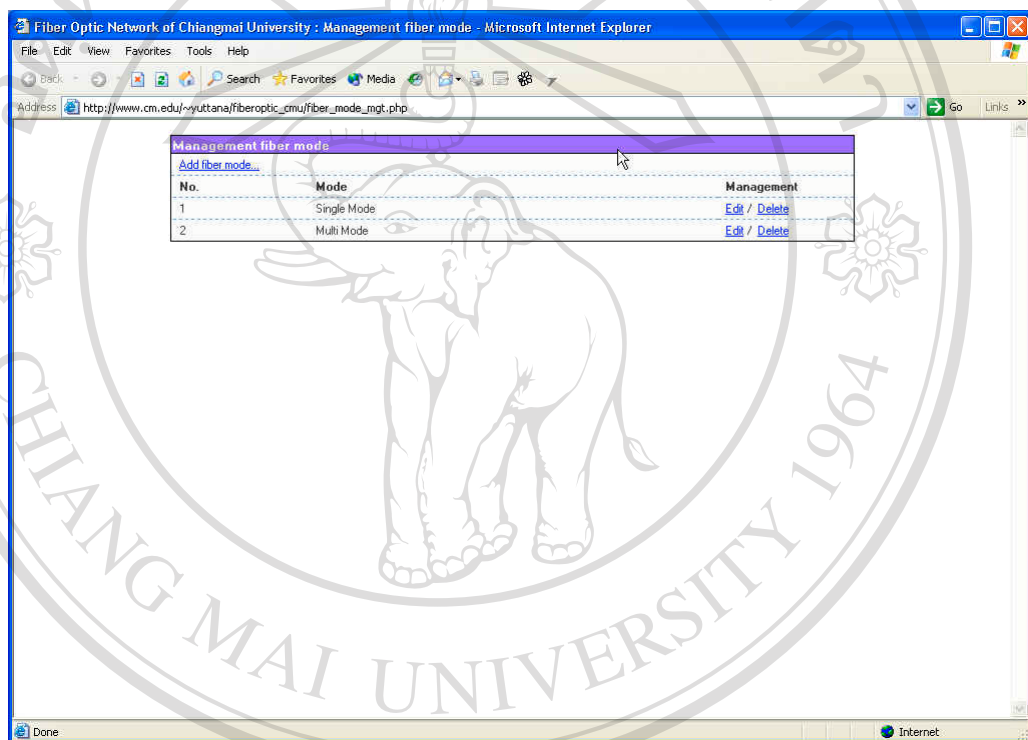 Fiber Optic Network of Chiangmai University : Management fiber mode - Microsoft Internet Explorer
File Edit View Favorites Tools Help
Back Search Favorites Media
Address http://www.cm.edu/~yuttana/fiberoptic_cmu/fiber_mode_mgt.php Go Links »
Management fiber mode
Add fiber mode...
No. Mode Management
1 Single Mode Edit / Delete
2 Multi Mode Edit / Delete
CHIANG MAI UNIVERSITY 1964
Done Internet